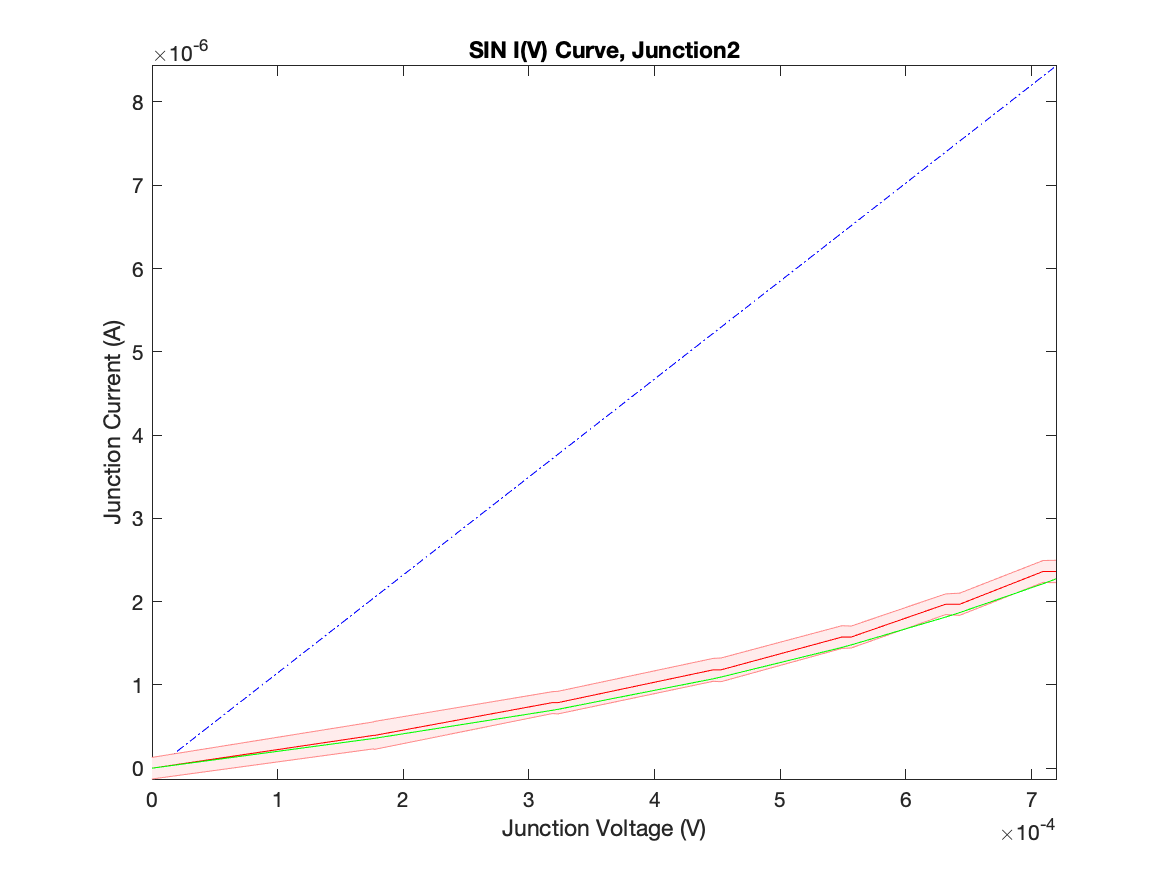 SIN I(V) Curve, Junction2
×10-6
8
7
6
5
4
3
2
1
0
Junction Current (A)
0 1 2 3 4 5 6 7
Junction Voltage (V)
×10-4